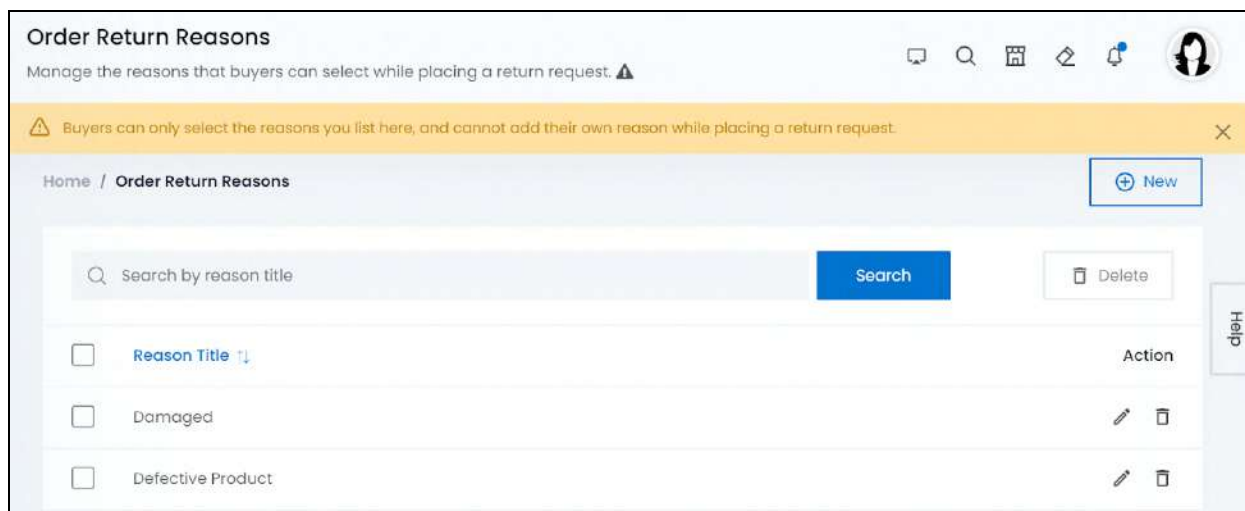 Order Return Reasons
Manage the reasons that buyers can select while placing a return request.
Buyers can only select the reasons you list here, and cannot add their own reason while placing a return request.
Home / Order Return Reasons
New
Search by reason title
Search
Delete
Help
Reason Title
Action
Damaged
Defective Product